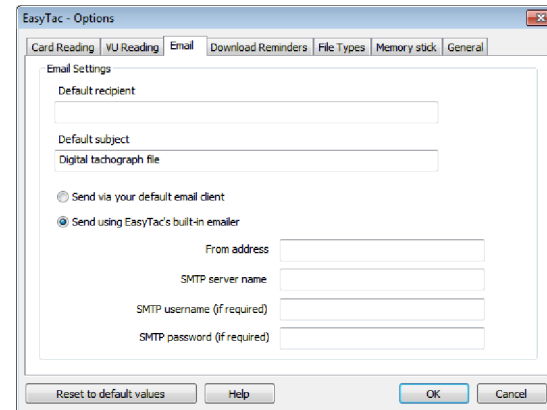 EasyTac - Options
Card Reading VU Reading Email Download Reminders File Types Memory stick General
Email Settings
Default recipient
Default subject
Digital tachograph file
Send via your default email client
Send using EasyTac's built-in emailer
From address
SMTP server name
SMTP username (if required)
SMTP password (if required)
Reset to default values Help OK Cancel